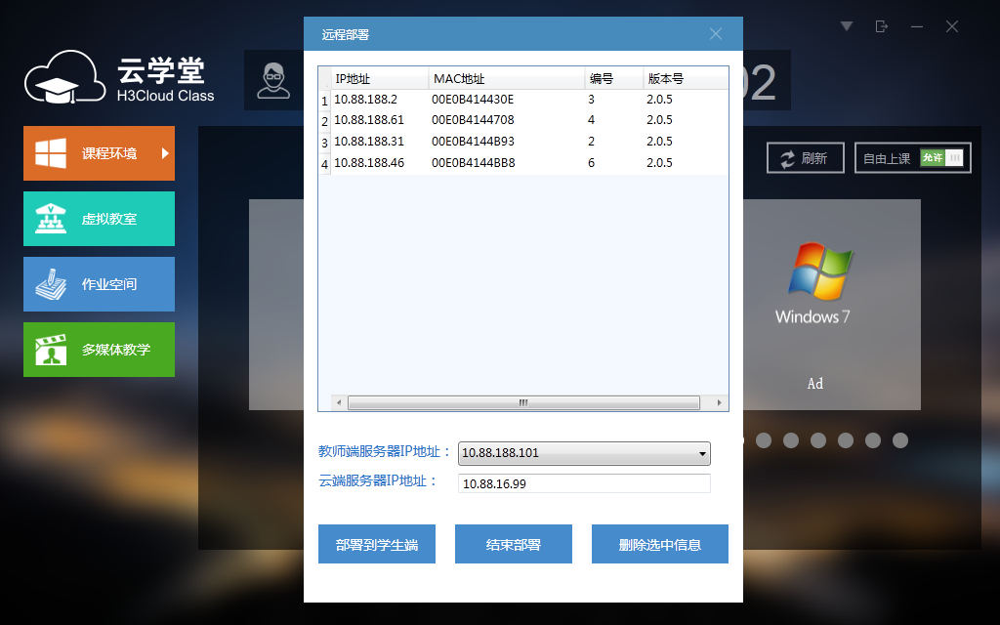 云学堂
H3Cloud Class
课程环境
虚拟教室
作业空间
多媒体教学
远程部署
IP地址 MAC地址 编号 版本号
1 10.88.188.2 00E0B414430E 3 2.0.5
2 10.88.188.61 00E0B4144708 4 2.0.5
3 10.88.188.31 00E0B4144B93 2 2.0.5
4 10.88.188.46 00E0B4144BB8 6 2.0.5
教师端服务器IP地址： 10.88.188.101
云端服务器IP地址： 10.88.16.99
部署到学生端 结束部署 删除选中信息
02
刷新 自由上课 允许
Windows 7
Ad